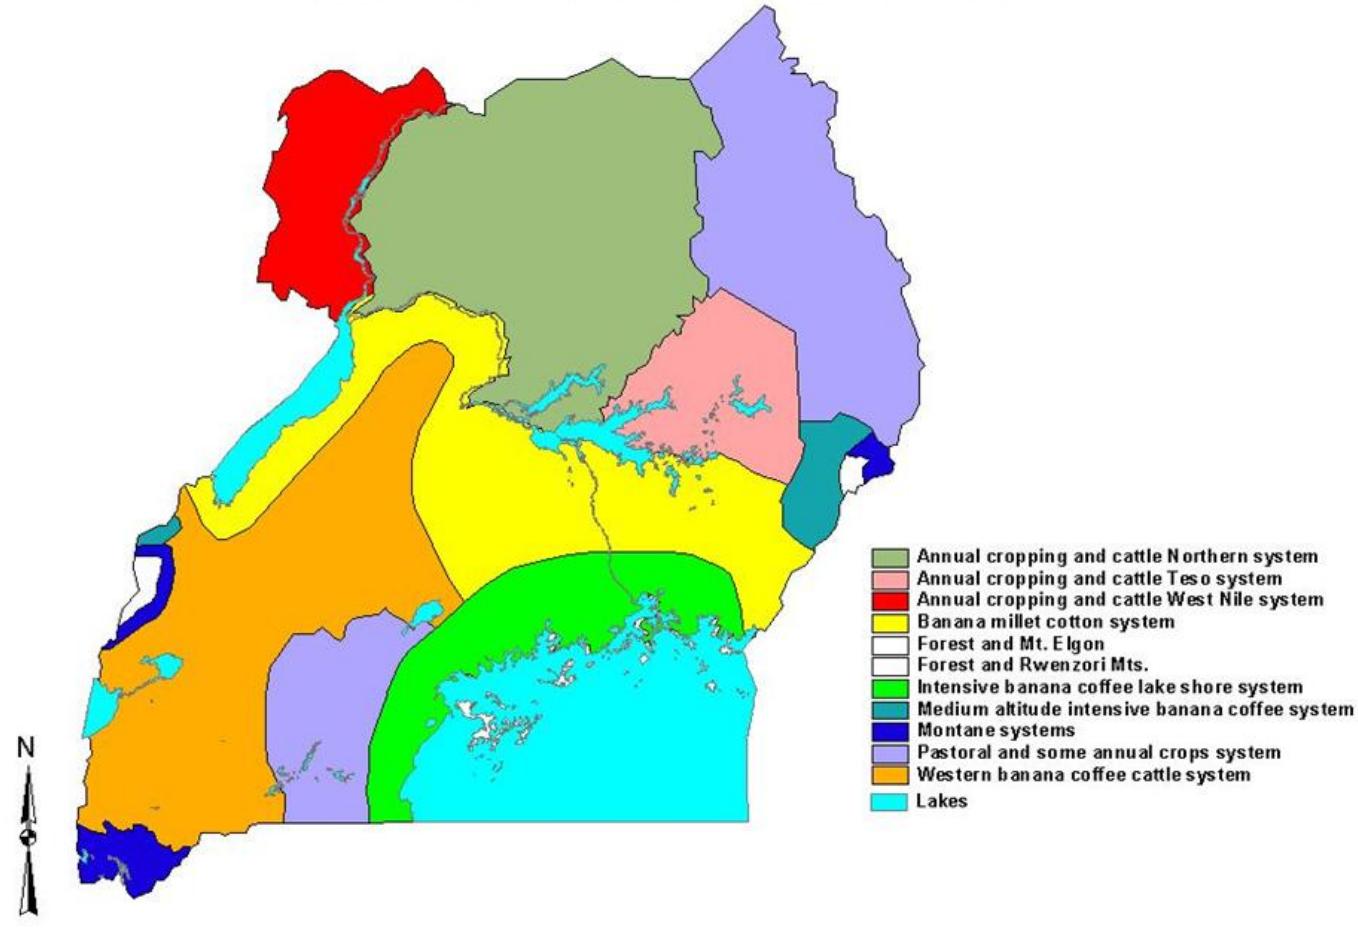 Annual cropping and cattle Northern system
Annual cropping and cattle Teso system
Annual cropping and cattle West Nile system
Banana millet cotton system
Forest and Mt. Elgon
Forest and Rwenzori Mts.
Intensive banana coffee lake shore system
Medium altitude intensive banana coffee system
Montane systems
Pastoral and some annual crops system
Western banana coffee cattle system
Lakes
N